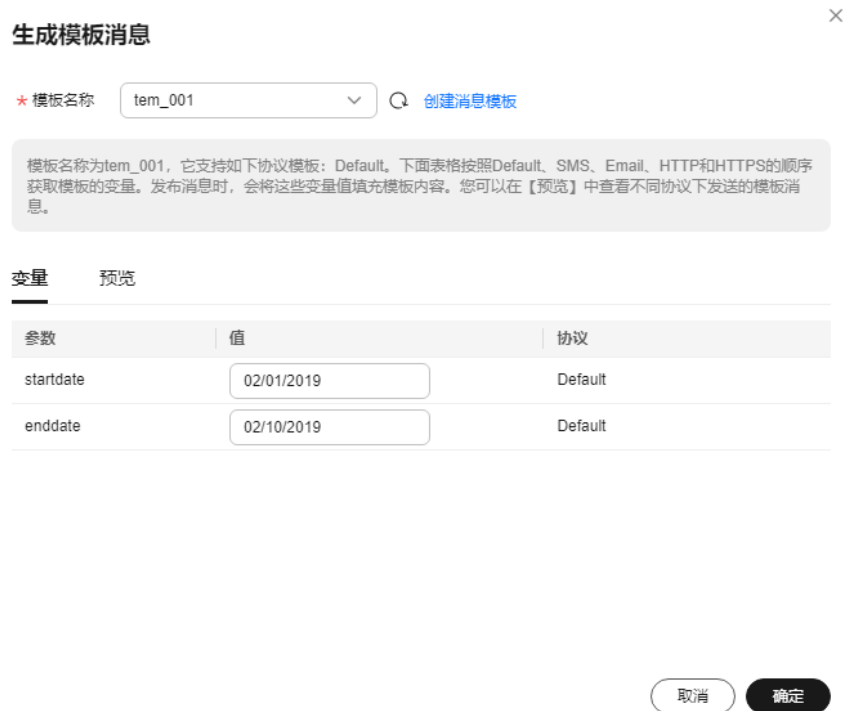 生成模板消息
* 模板名称 tem_001 创建消息模板
模板名称为tem_001，它支持如下协议模板：Default。下面表格按照Default、SMS、Email、HTTP和HTTPS的顺序
获取模板的变量。发布消息时，会将这些变量值填充模板内容。您可以在【预览】中查看不同协议下发送的模板消
息。
变量 预览
参数 值 协议
startdate 02/01/2019 Default
enddate 02/10/2019 Default
取消 确定